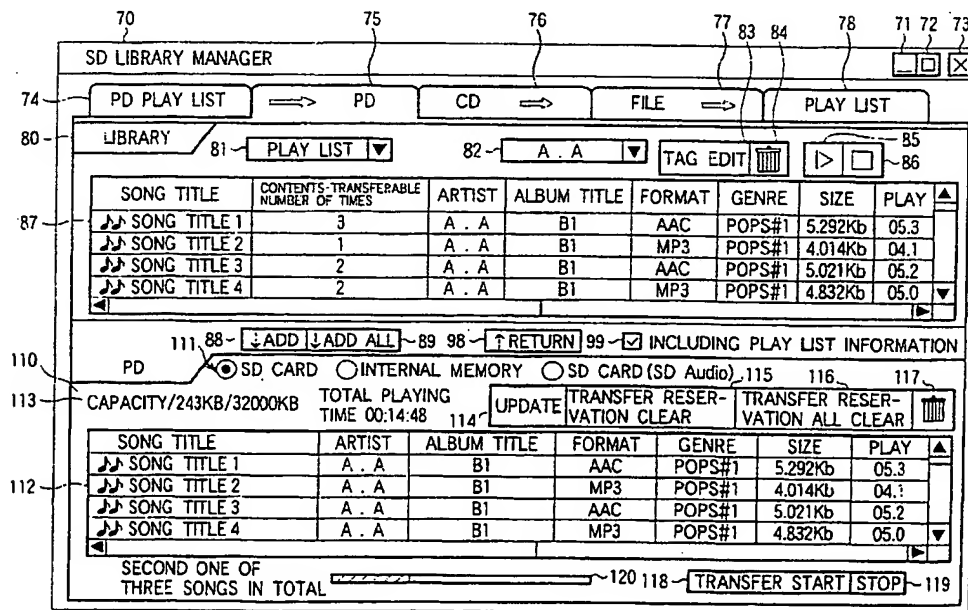 70 75 76 77 83 84 78 71 72 73
SD LIBRARY MANAGER
74 PD PLAY LIST ⇨ PD CD ⇨ FILE ⇨ PLAY LIST
80 LIBRARY 81 PLAY LIST ▼ 82 A . A ▼ TAG EDIT 85 86
SONG TITLE CONTENTS-TRANSFERABLE NUMBER OF TIMES ARTIST ALBUM TITLE FORMAT GENRE SIZE PLAY
87 SONG TITLE 1 3 A . A B1 AAC POPS#1 5.292Kb 05.3
SONG TITLE 2 1 A . A B1 MP3 POPS#1 4.014Kb 04.1
SONG TITLE 3 2 A . A B1 AAC POPS#1 5.021Kb 05.2
SONG TITLE 4 2 A . A B1 MP3 POPS#1 4.832Kb 05.0
88 ↓ADD ↓ADD ALL 89 98 ↑RETURN 99 ☑ INCLUDING PLAY LIST INFORMATION
110 PD 111 SD CARD INTERNAL MEMORY SD CARD (SD Audio) 115 116 117
113 CAPACITY/243KB/32000KB TOTAL PLAYING TIME 00:14:48 114 UPDATE TRANSFER RESER-
VATION CLEAR TRANSFER RESER-
VATION ALL CLEAR
SONG TITLE ARTIST ALBUM TITLE FORMAT GENRE SIZE PLAY
SONG TITLE 1 A . A B1 AAC POPS#1 5.292Kb 05.3
112 SONG TITLE 2 A . A B1 MP3 POPS#1 4.014Kb 04.1
SONG TITLE 3 A . A B1 AAC POPS#1 5.021Kb 05.2
SONG TITLE 4 A . A B1 MP3 POPS#1 4.832Kb 05.0
SECOND ONE OF
THREE SONGS IN TOTAL 120 118 TRANSFER START STOP 119